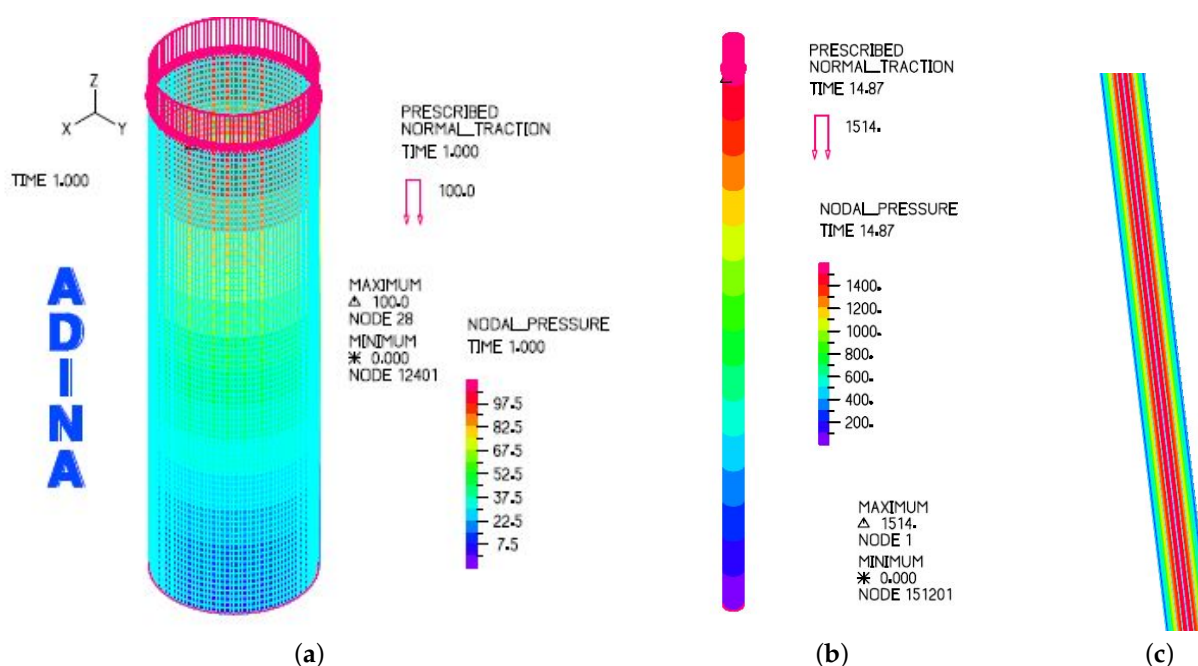 Z
X
Y
TIME 1.000
ADINA
PRESCRIBED
NORMAL_TRACTION
TIME 1.000
100.0
MAXIMUM
△ 100.0
NODE 28
MINIMUM
* 0.000
NODE 12401
NODAL_PRESSURE
TIME 1.000
97.5
82.5
67.5
52.5
37.5
22.5
7.5
(a)
PRESCRIBED
NORMAL_TRACTION
TIME 14.87
1514.
NODAL_PRESSURE
TIME 14.87
1400.
1200.
1000.
800.
600.
400.
200.
MAXIMUM
△ 1514.
NODE 1
MINIMUM
* 0.000
NODE 151201
(b)
(c)